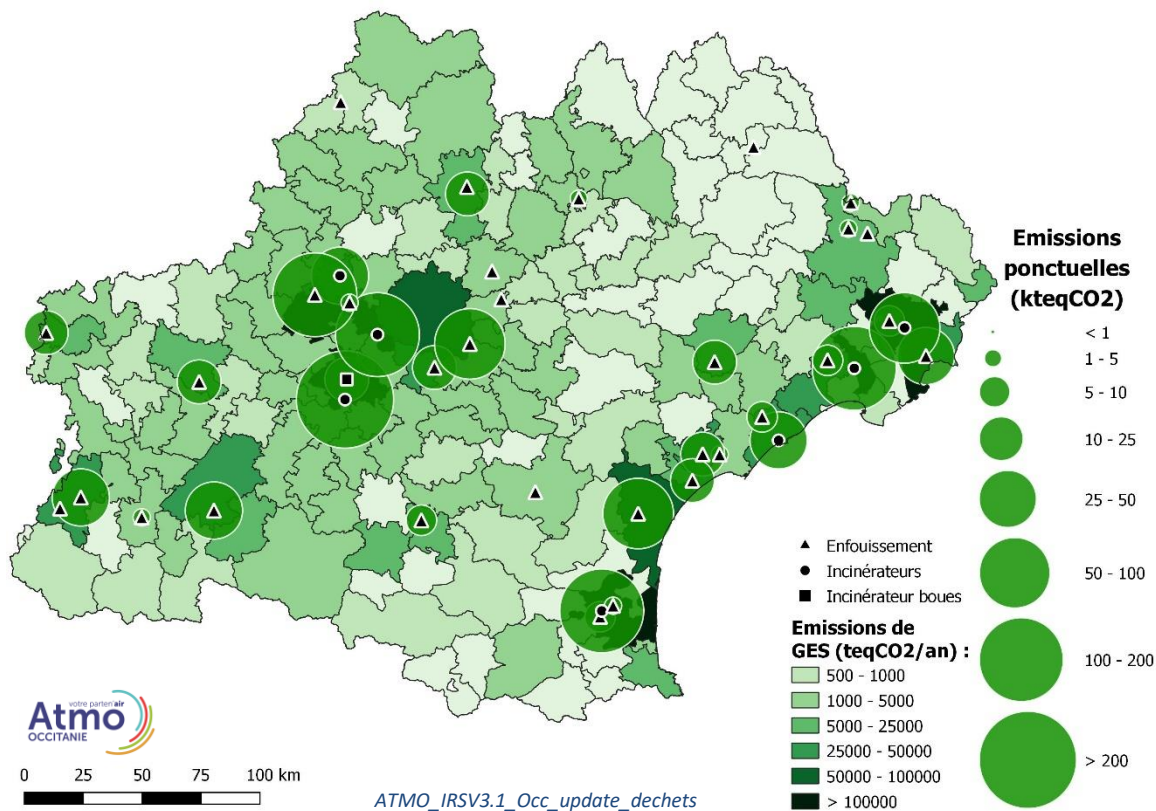 Emissions
ponctuelles
(kteqCO2)
< 1
1 - 5
5 - 10
10 - 25
25 - 50
50 - 100
100 - 200
> 200
Enfouissement
Incinérateurs
Incinérateur boues
Emissions de
GES (teqCO2/an) :
500 - 1000
1000 - 5000
5000 - 25000
25000 - 50000
50000 - 100000
> 100000
votre parten'air
Atmo
OCCITANIE
0 25 50 75 100 km
ATMO_IRSV3.1_Occ_update_dechets